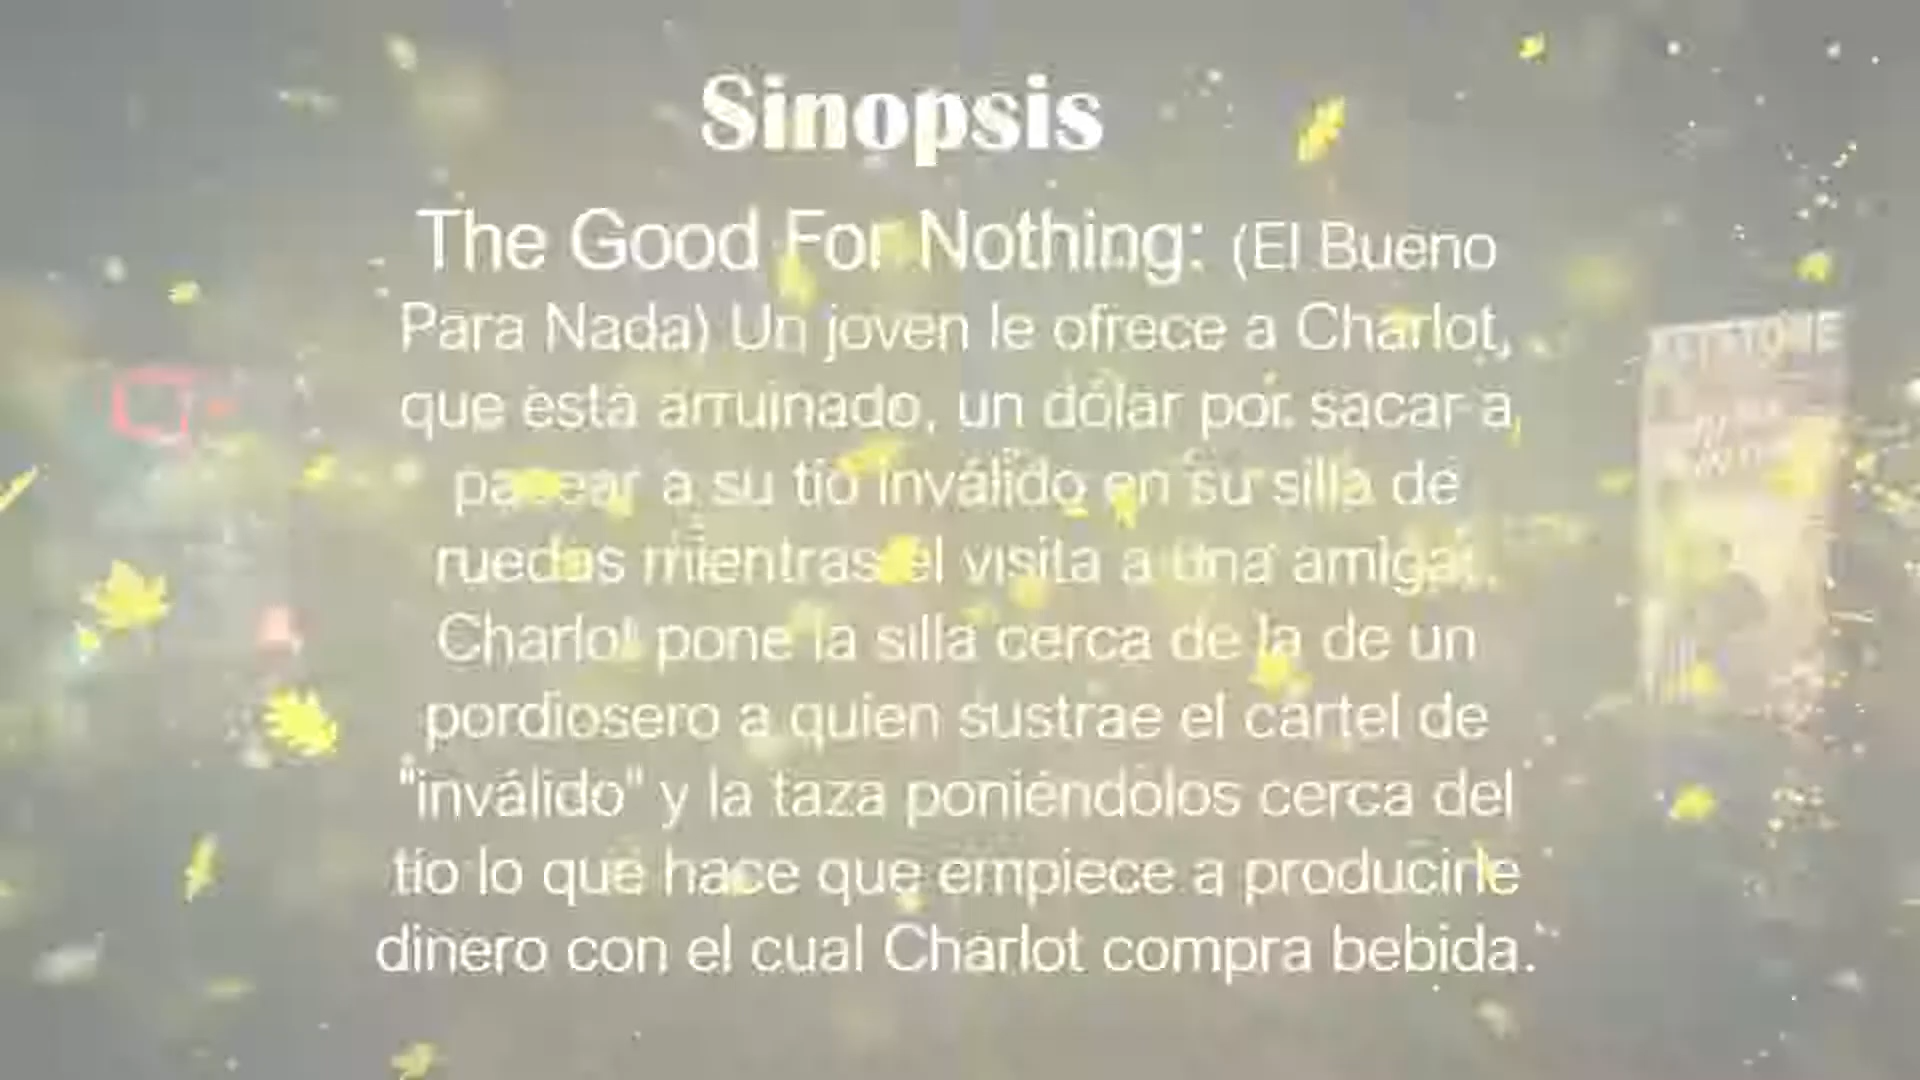 Sinopsis
The Good For Nothing: (El Bueno
Para Nada) Un joven le ofrece a Charlot,
que está arruinado, un dólar por sacar a
pasear a su tío inválido en su silla de
ruedas mientras él visita a una amiga.
Charlot pone la silla cerca de la de un
pordiosero a quien sustrae el cartel de
"inválido" y la taza poniéndolos cerca del
tío lo que hace que empiece a producirle
dinero con el cual Charlot compra bebida.
KEYSTONE